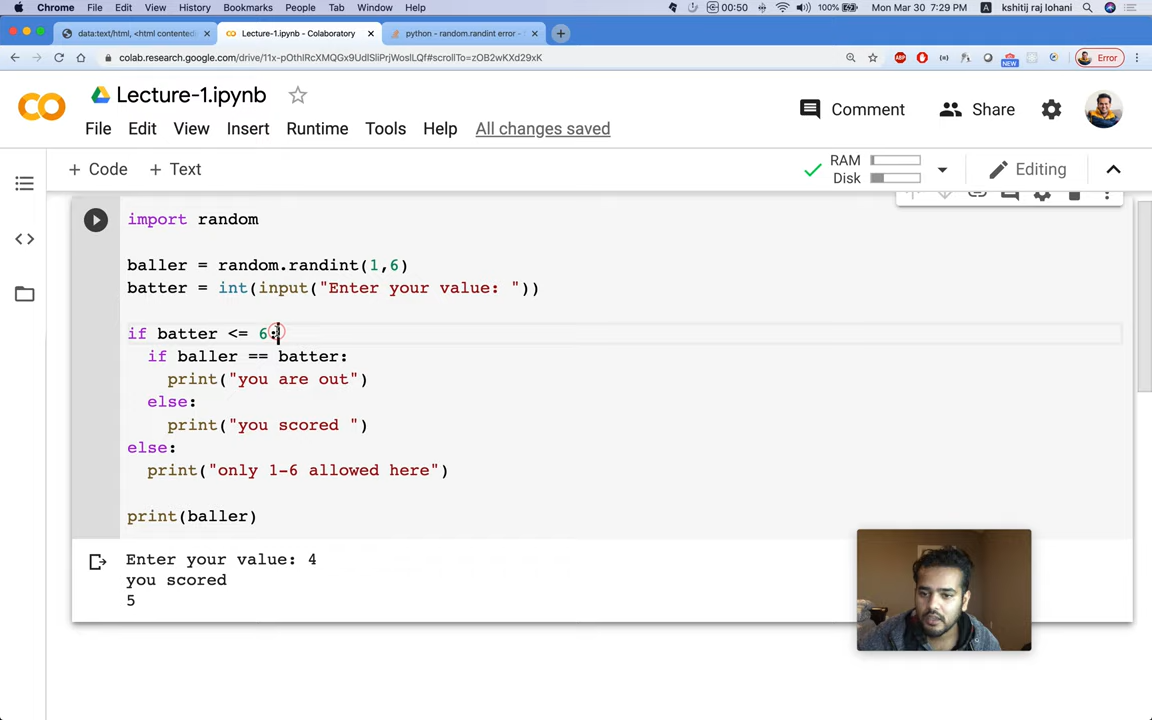 Chrome File Edit View History Bookmarks People Tab Window Help 00:50 100% Mon Mar 30 7:29 PM kshitij raj lohani
data:text/html, <html contented Lecture-1.ipynb - Colaboratory python - random.randint error -
colab.research.google.com/drive/ NEW ABP Error
Lecture-1.ipynb
Comment Share
File Edit View Insert Runtime Tools Help All changes saved
+ Code + Text RAM Disk Editing
import random
baller = random.randint(1,6)
batter = int(input("Enter your value: "))
if batter <= 6:
if baller == batter:
print("you are out")
else:
print("you scored ")
else:
print("only 1-6 allowed here")
print(baller)
Enter your value: 4
you scored
5